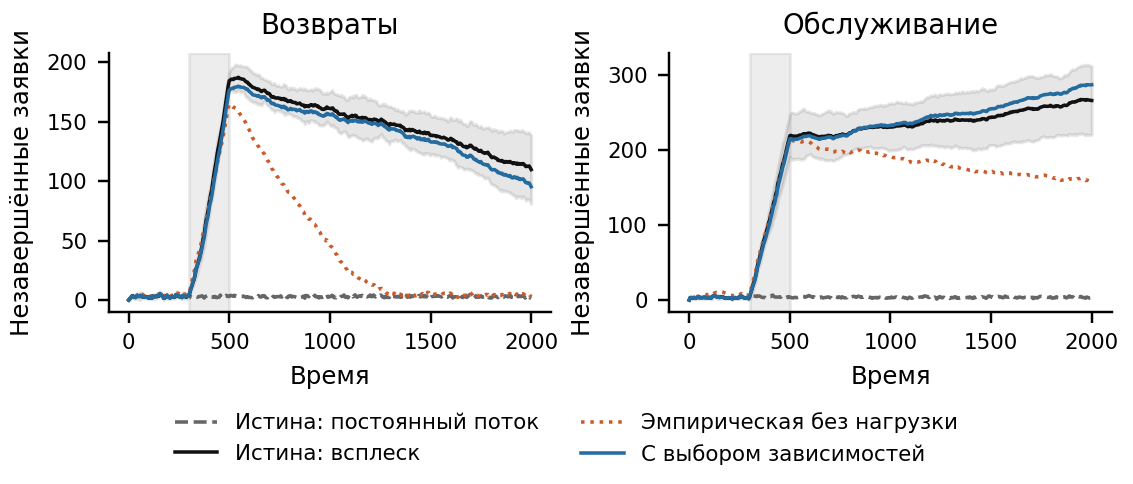 Возвраты
Незавершённые заявки
200
150
100
50
0
0 500 1000 1500 2000
Время
Обслуживание
Незавершённые заявки
300
200
100
0
0 500 1000 1500 2000
Время
Истина: постоянный поток
Истина: всплеск
Эмпирическая без нагрузки
С выбором зависимостей